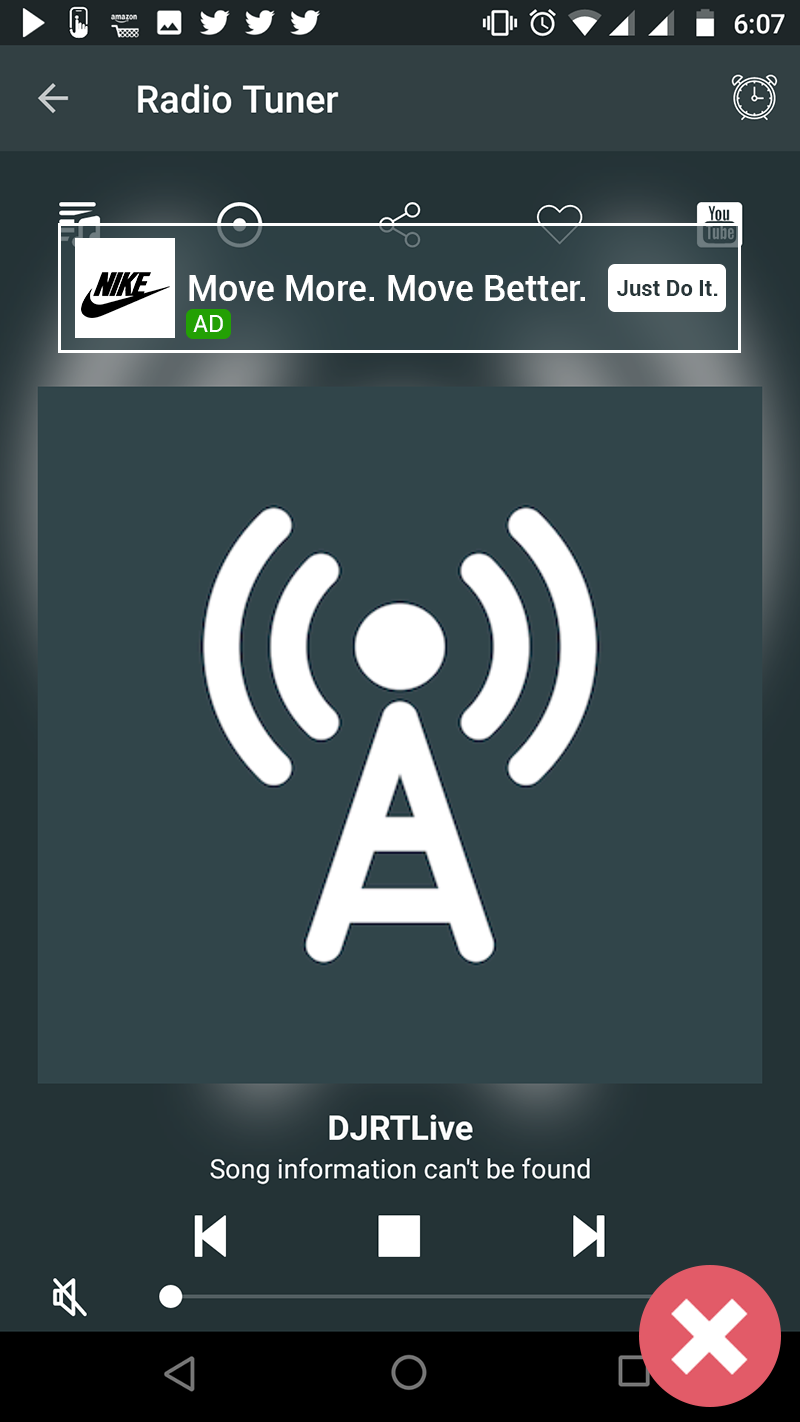 amazon
6:07
Radio Tuner
You
Tube
NIKE
Move More. Move Better.
Just Do It.
AD
DJRTLive
Song information can't be found